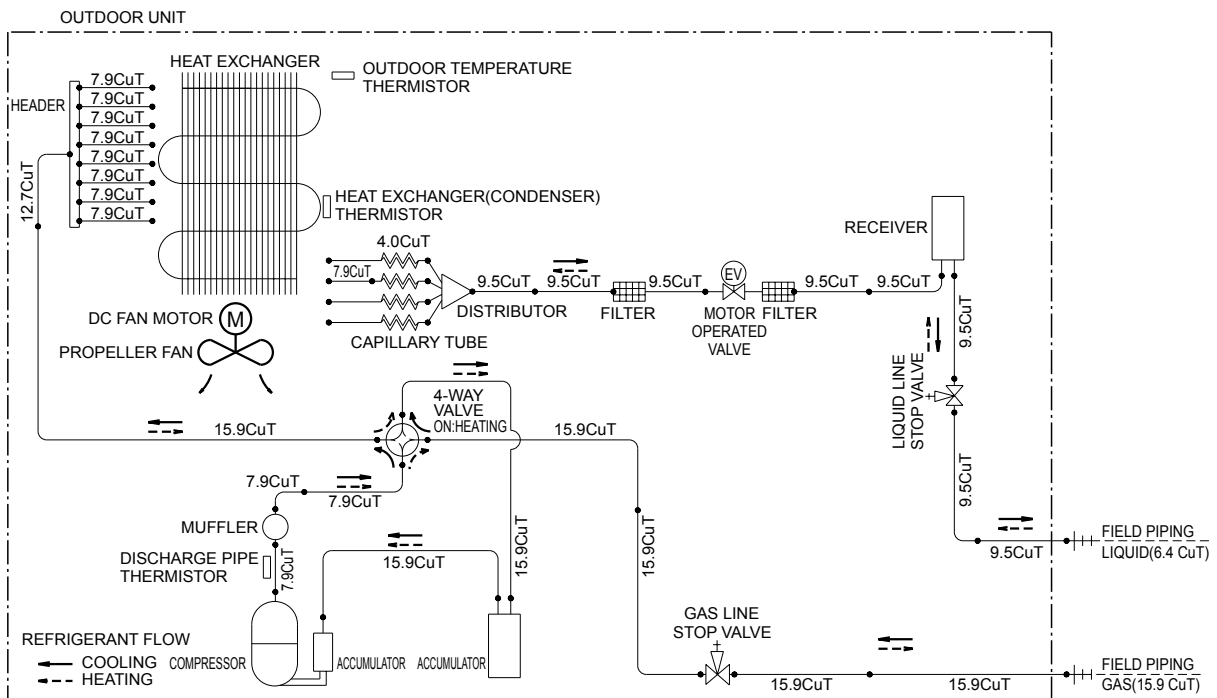 OUTDOOR UNIT
HEAT EXCHANGER
OUTDOOR TEMPERATURE
THERMISTOR
HEADER
7.9CuT
7.9CuT
7.9CuT
7.9CuT
7.9CuT
7.9CuT
7.9CuT
7.9CuT
12.7CuT
HEAT EXCHANGER(CONDENSER)
THERMISTOR
RECEIVER
4.0CuT
7.9CuT
9.5CuT
9.5CuT
9.5CuT
EV
9.5CuT
9.5CuT
DISTRIBUTOR
FILTER
MOTOR
OPERATED
VALVE
FILTER
CAPILLARY TUBE
DC FAN MOTOR
M
PROPELLER FAN
9.5CuT
LIQUID LINE
STOP VALVE
9.5CuT
4-WAY
VALVE
ON:HEATING
15.9CuT
15.9CuT
7.9CuT
7.9CuT
MUFFLER
DISCHARGE PIPE
THERMISTOR
7.9CuT
15.9CuT
15.9CuT
15.9CuT
9.5CuT
FIELD PIPING
LIQUID(6.4 CuT)
GAS LINE
STOP VALVE
REFRIGERANT FLOW
COOLING
HEATING
COMPRESSOR
ACCUMULATOR
ACCUMULATOR
15.9CuT
15.9CuT
FIELD PIPING
GAS(15.9 CuT)